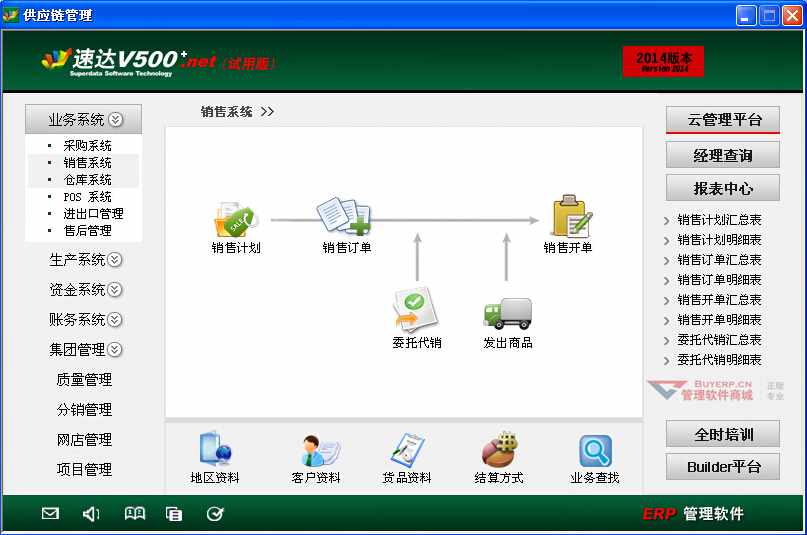 供应链管理
速达V500+.net (试用版)
Superdata Software Technology
2014版本
Version 2014
业务系统
采购系统
销售系统
仓库系统
POS 系统
进出口管理
售后管理
生产系统
资金系统
账务系统
集团管理
质量管理
分销管理
网店管理
项目管理
销售系统 >>
SALE
销售计划
销售订单
销售开单
委托代销
发出商品
地区资料
客户资料
货品资料
结算方式
业务查找
云管理平台
经理查询
报表中心
销售计划汇总表
销售计划明细表
销售订单汇总表
销售订单明细表
销售开单汇总表
销售开单明细表
委托代销汇总表
委托代销明细表
BUYERP.CN
管理软件商城
正版
专业
全时培训
Builder平台
ERP 管理软件